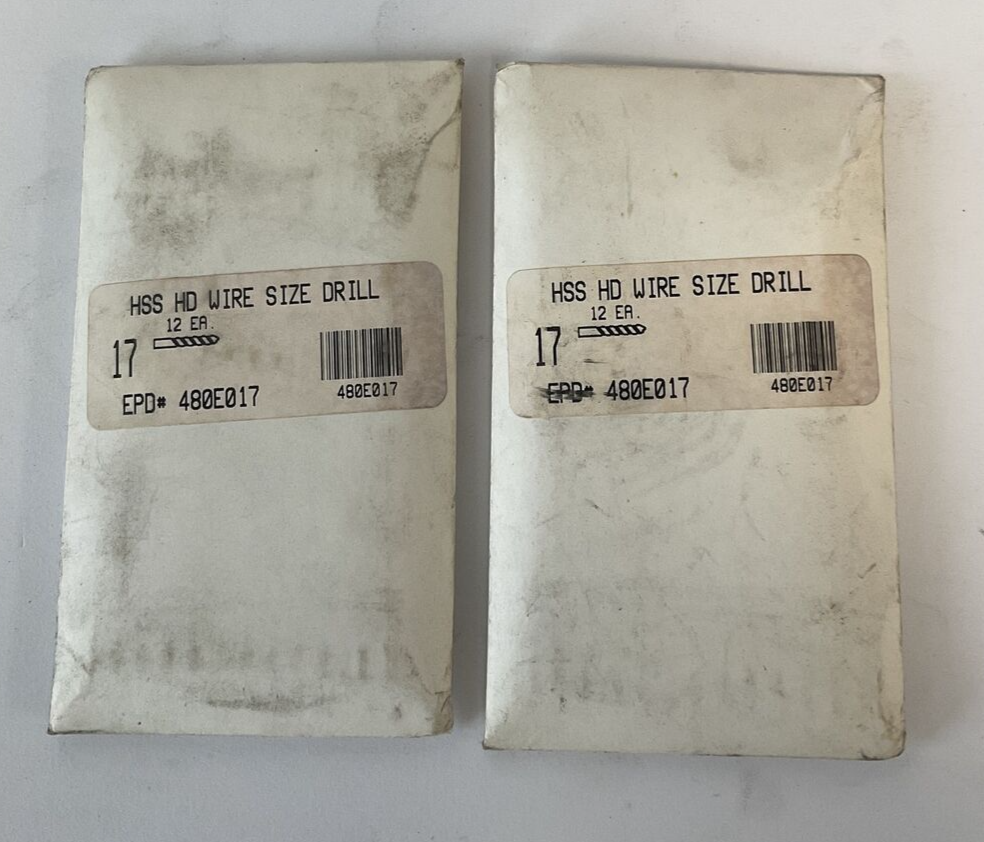 HSS HD WIRE SIZE DRILL
12 EA.
17
EPD# 480E017
480E017
HSS HD WIRE SIZE DRILL
12 EA.
17
EPD# 480E017
480E017